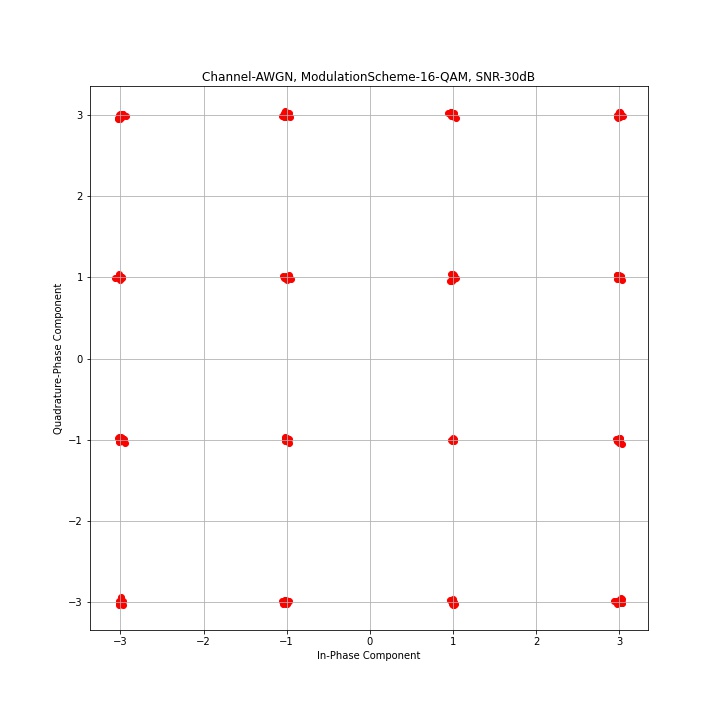 Channel-AWGN, ModulationScheme-16-QAM, SNR-30dB
3
2
1
0
−1
−2
−3
Quadrature-Phase Component
−3 −2 −1 0 1 2 3
In-Phase Component